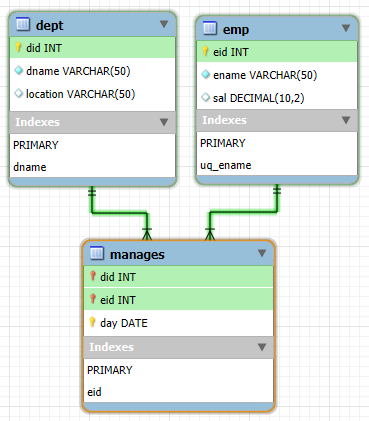 dept
did INT
dname VARCHAR(50)
location VARCHAR(50)
Indexes
PRIMARY
dname
emp
eid INT
ename VARCHAR(50)
sal DECIMAL(10,2)
Indexes
PRIMARY
uq_ename
manages
did INT
eid INT
day DATE
Indexes
PRIMARY
eid